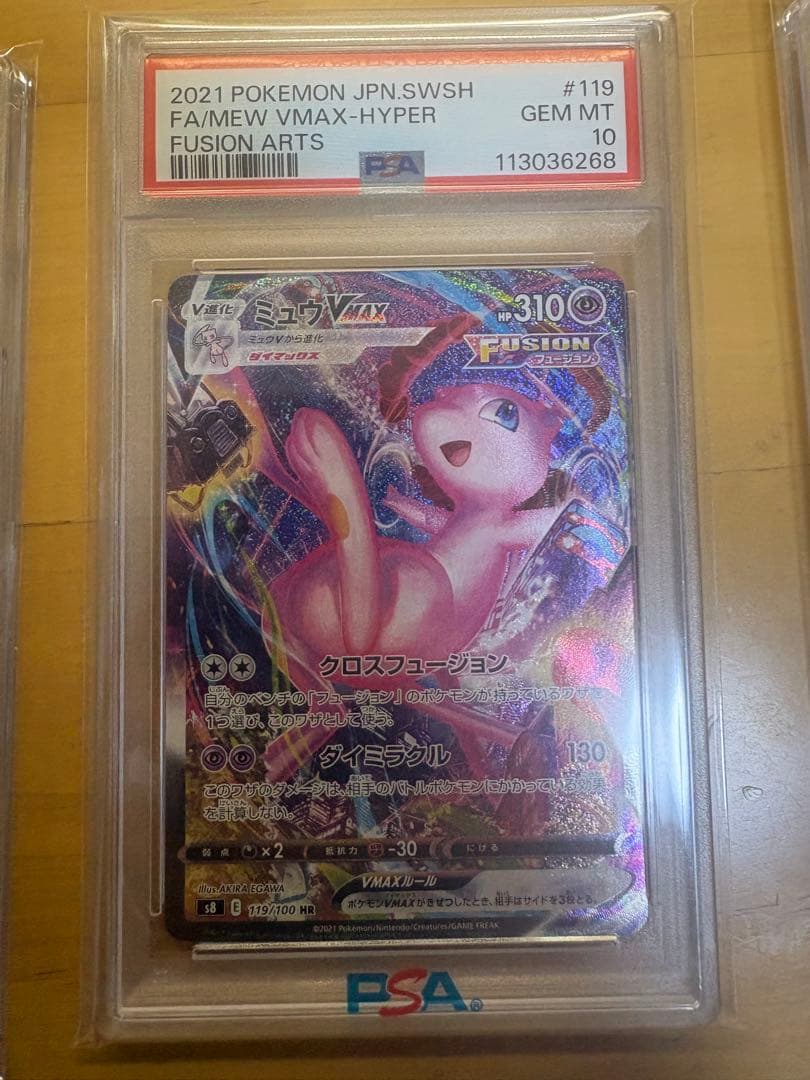 2021 POKEMON JPN.SWSH #119
FA/MEW VMAX-HYPER GEM MT
FUSION ARTS 10
PSA 113036268
V進化 ミュウVMAX HP310
ミュウVから進化
ダイマックス
FUSION
フュージョン
クロスフュージョン
自分のベンチの「フュージョン」のポケモンが持っているワザを
1つ選び、このワザとして使う。
ダイミラクル 130
このワザのダメージは、相手のバトルポケモンにかかっている効果
を計算しない。
弱点 ×2 抵抗力 -30 にげる
VMAXルール
ポケモンVMAXがきぜつしたとき、相手はサイドを3枚とる。
Illus. AKIRA EGAWA
s8 E 119/100 HR
©2021 Pokémon/Nintendo/Creatures/GAME FREAK
PSA®